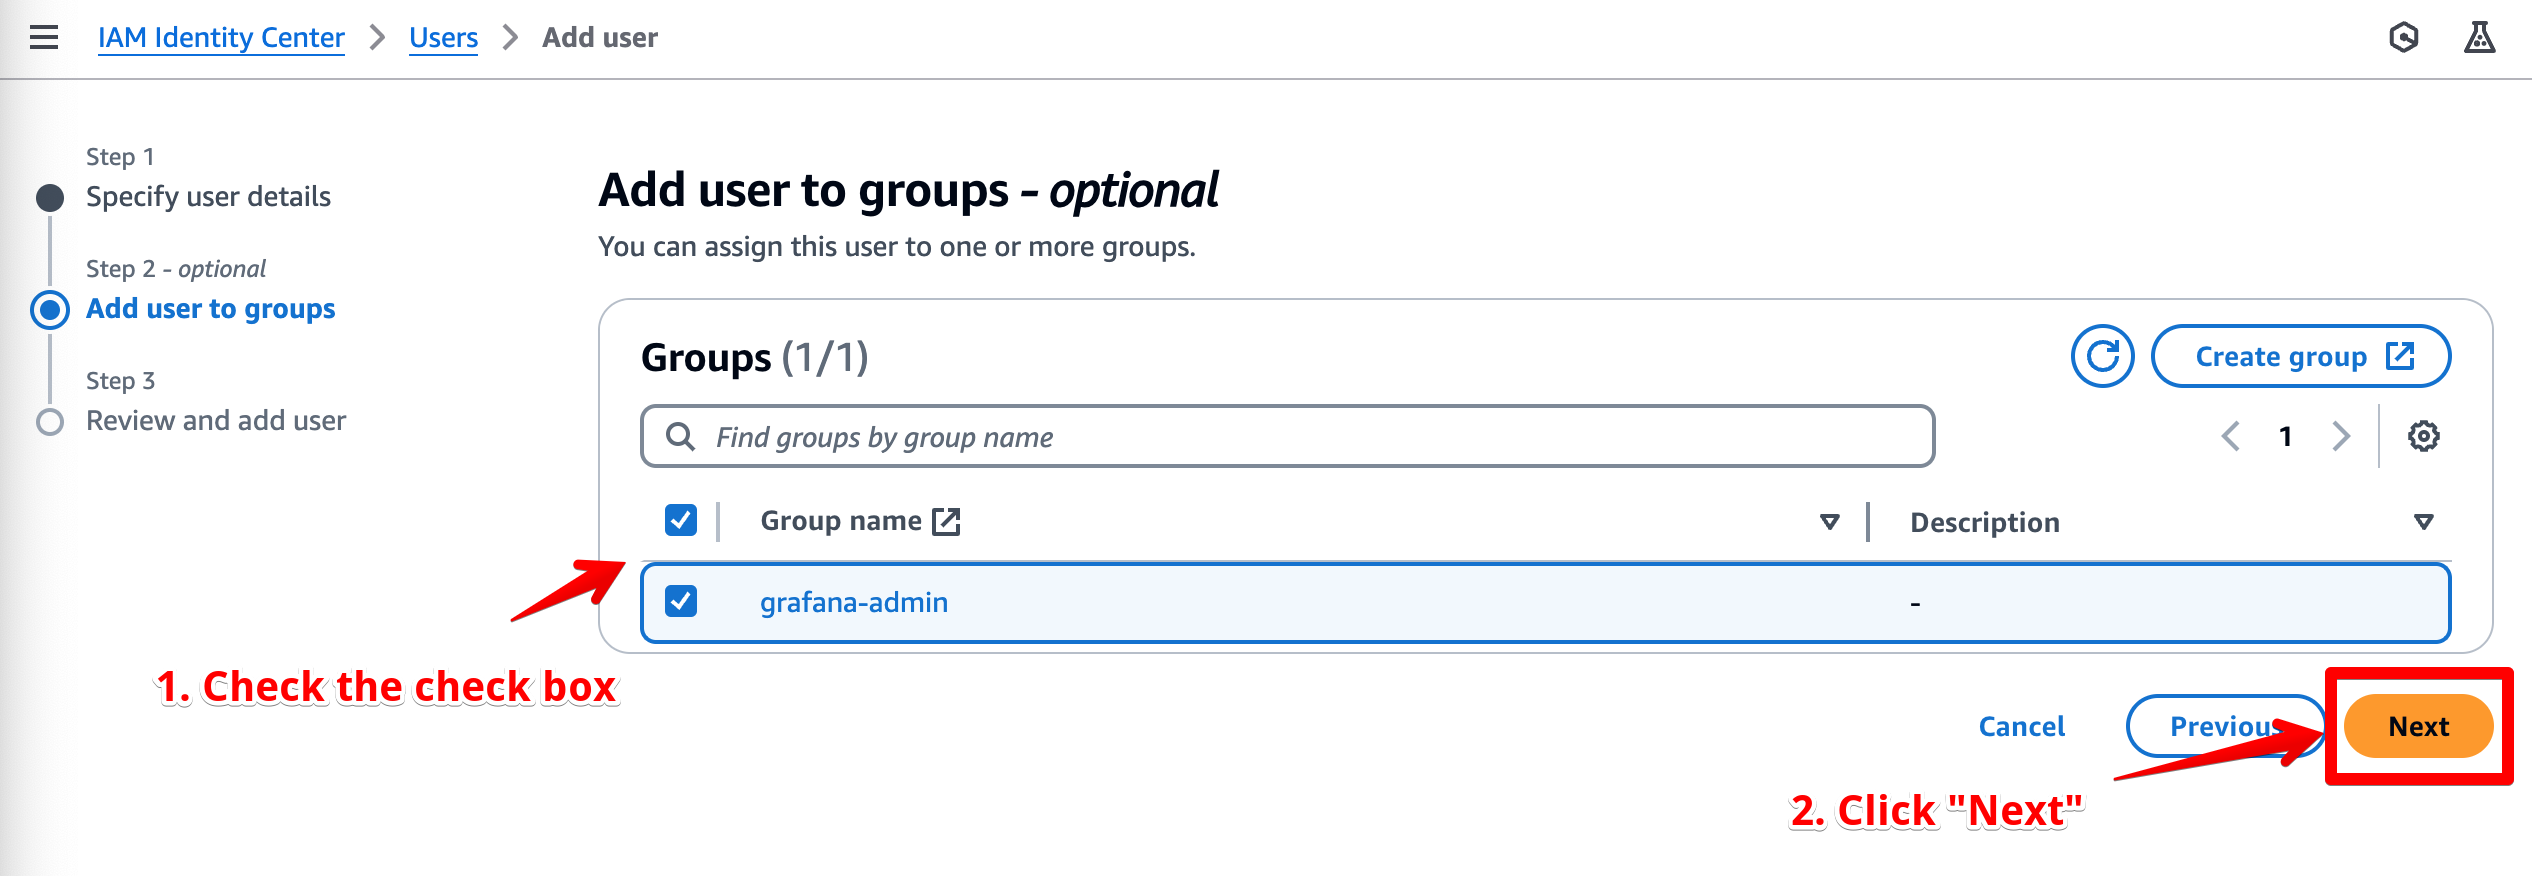 IAM Identity Center > Users > Add user
Step 1
Specify user details
Step 2 - optional
Add user to groups
Step 3
Review and add user
Add user to groups - optional
You can assign this user to one or more groups.
Groups (1/1)
Create group
Find groups by group name
1
Group name
Description
grafana-admin
-
1. Check the check box
Cancel
Previous
Next
2. Click "Next"